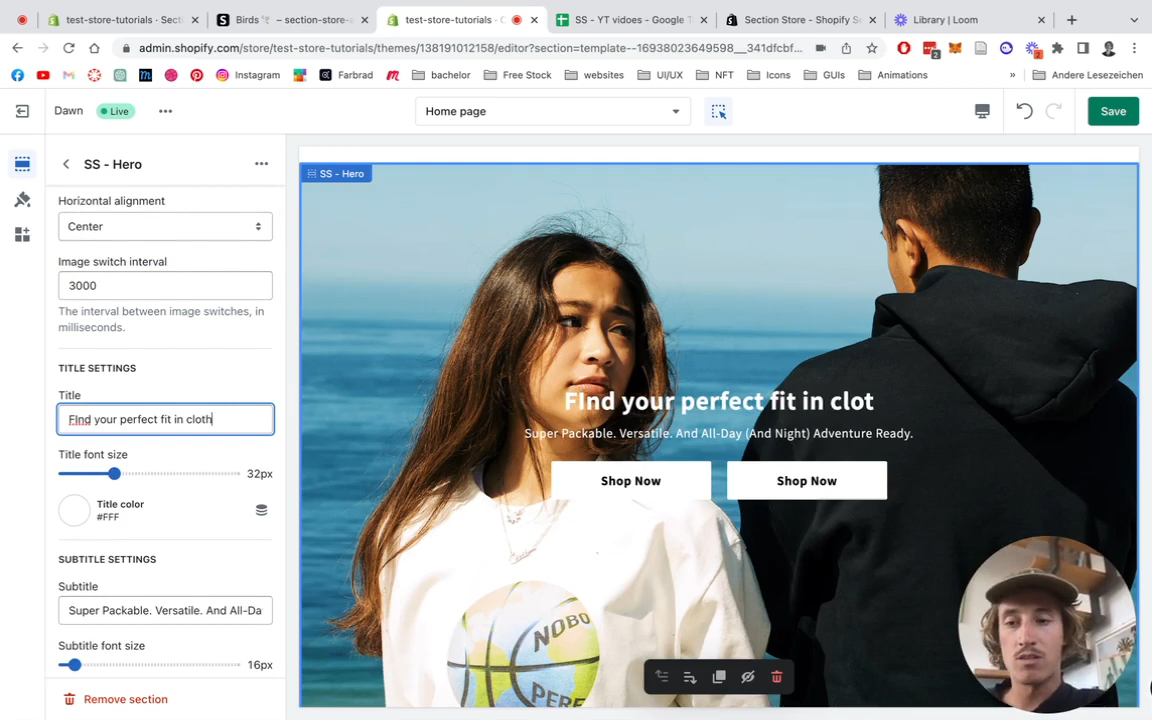 test-store-tutorials · Secti
Birds – section-store-
test-store-tutorials · C
SS - YT vidoes - Google T
Section Store - Shopify S
Library | Loom
admin.shopify.com/store/test-store-tutorials/themes/138191012158/editor?section=template--16938023649598__341dfcbf...
2
2
Instagram
Farbrad
bachelor
Free Stock
websites
UI/UX
NFT
Icons
GUIs
Animations
»
Andere Lesezeichen
Dawn
Live
Home page
Save
SS - Hero
Horizontal alignment
Center
Image switch interval
3000
The interval between image switches, in
milliseconds.
TITLE SETTINGS
Title
FInd your perfect fit in cloth
Title font size
32px
Title color
#FFF
SUBTITLE SETTINGS
Subtitle
Super Packable. Versatile. And All-Da
Subtitle font size
16px
Remove section
SS - Hero
FInd your perfect fit in clot
Super Packable. Versatile. And All-Day (And Night) Adventure Ready.
Shop Now
Shop Now
NOBO
PERF